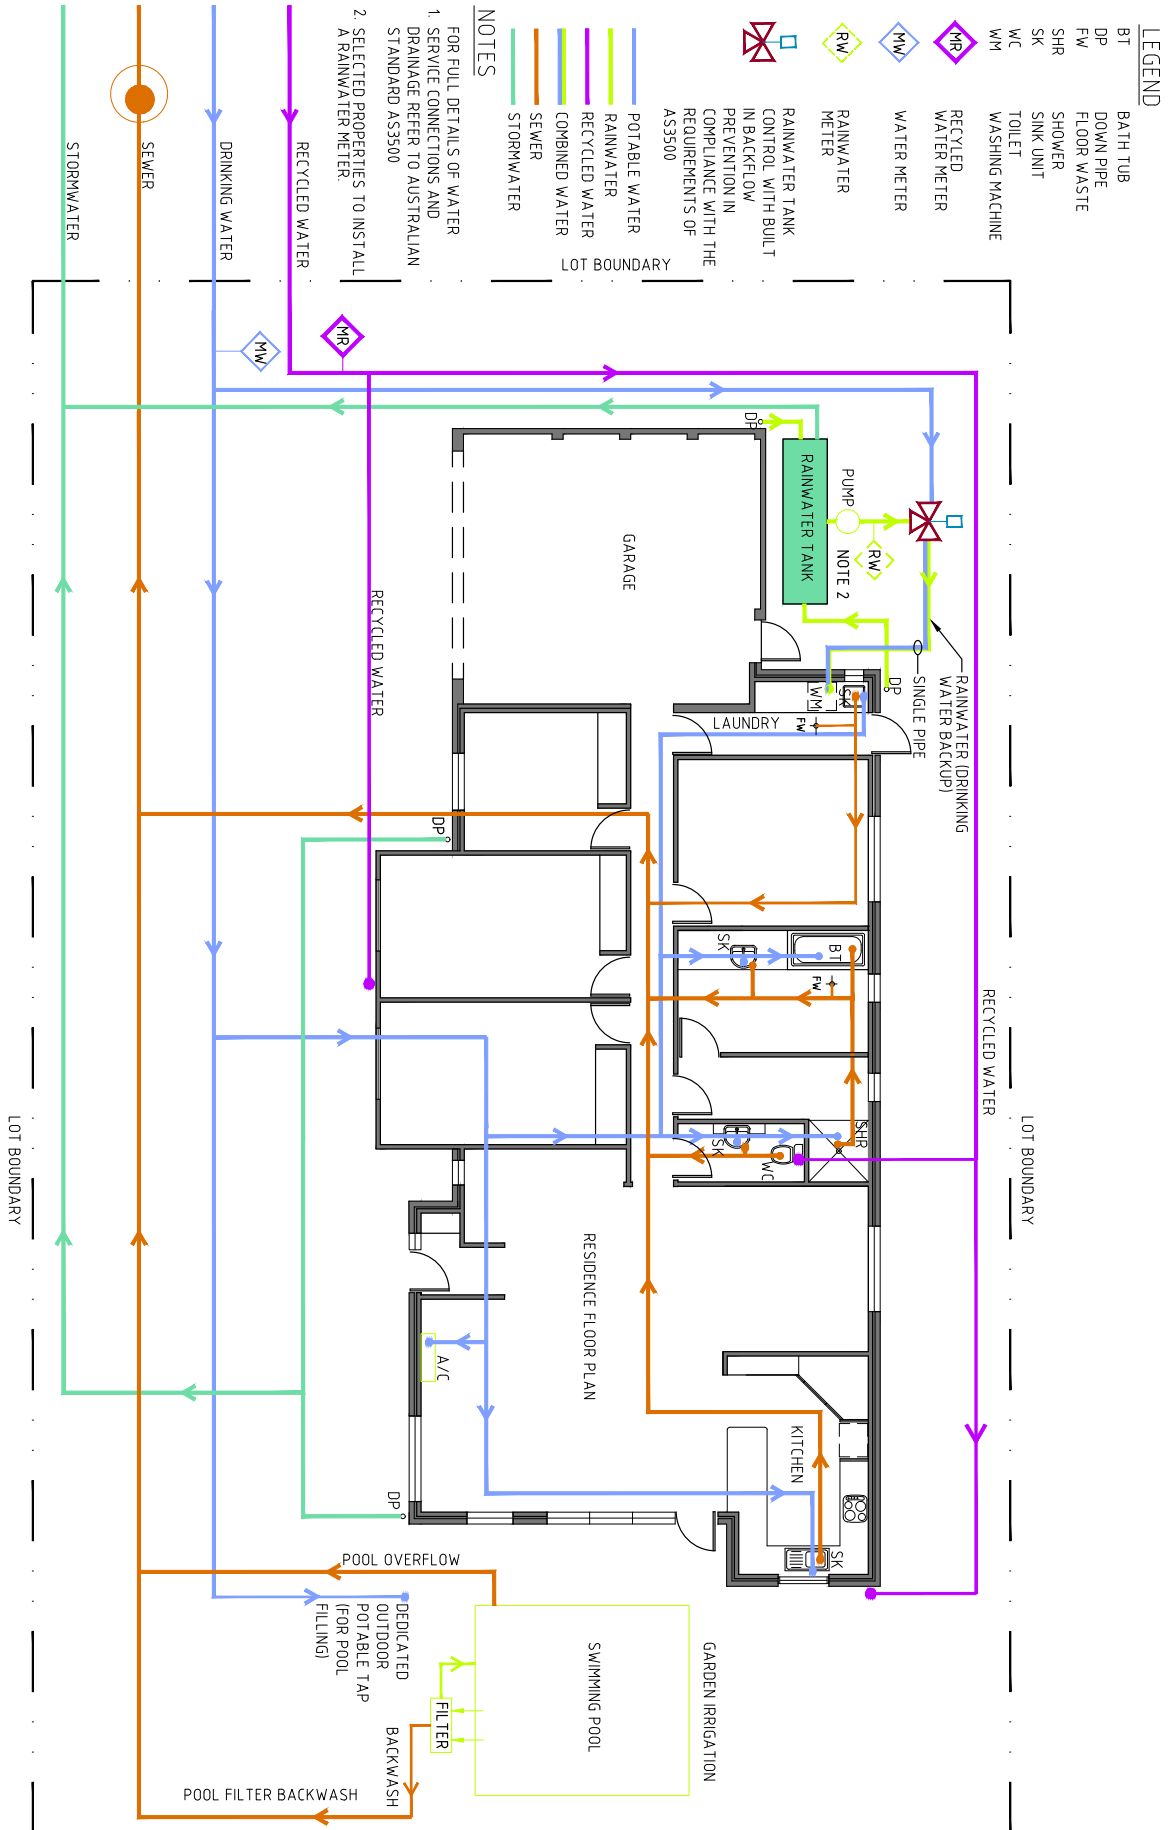 LEGEND
BT BATH TUB
DP DOWN PIPE
FW FLOOR WASTE
SHR SHOWER
SK SINK UNIT
WC TOILET
WM WASHING MACHINE
MR RECYLED
WATER METER
MW WATER METER
RW RAINWATER
METER
RAINWATER TANK
CONTROL WITH BUILT
IN BACKFLOW
PREVENTION IN
COMPLIANCE WITH THE
REQUIREMENTS OF
AS3500
POTABLE WATER
RAINWATER
RECYCLED WATER
COMBINED WATER
SEWER
STORMWATER
NOTES
FOR FULL DETAILS OF WATER
1. SERVICE CONNECTIONS AND
DRAINAGE REFER TO AUSTRALIAN
STANDARD AS3500
2. SELECTED PROPERTIES TO INSTALL
A RAINWATER METER.
RECYCLED WATER
DRINKING WATER
SEWER
STORMWATER
LOT BOUNDARY
MR
MW
DP
RAINWATER TANK
PUMP
RW
NOTE 2
GARAGE
RECYCLED WATER
RAINWATER (DRINKING
WATER BACKUP)
SINGLE PIPE
DP
SK
WM
FW
LAUNDRY
DP
SK
BT
FW
RECYCLED WATER
LOT BOUNDARY
SHR
SK
WC
LOT BOUNDARY
RESIDENCE FLOOR PLAN
A/C
KITCHEN
SK
DP
POOL OVERFLOW
DEDICATED
OUTDOOR
POTABLE TAP
(FOR POOL
FILLING)
GARDEN IRRIGATION
SWIMMING POOL
FILTER
BACKWASH
POOL FILTER BACKWASH